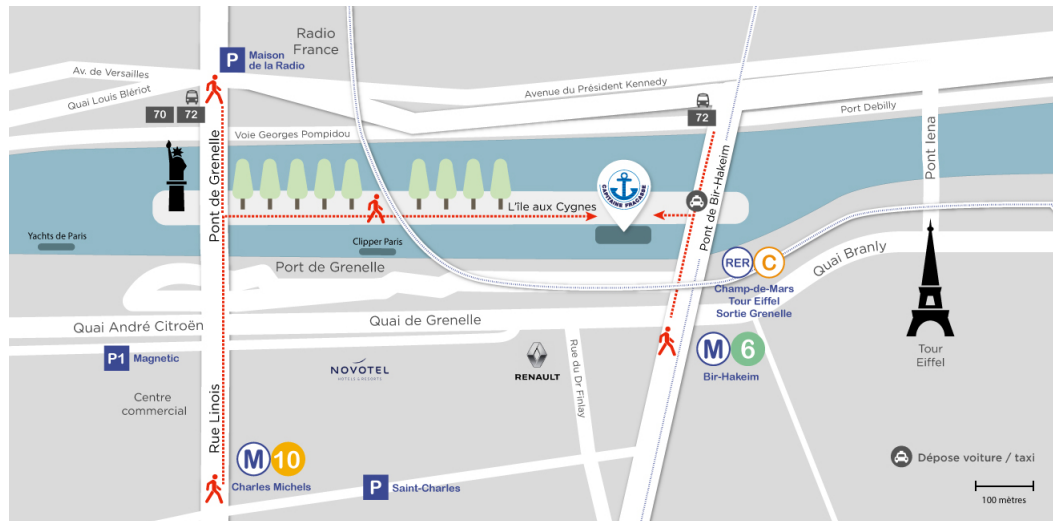 Radio
France
P
Maison
de la Radio
Av. de Versailles
Quai Louis Blériot
Avenue du Président Kennedy
70
72
72
Port Debilly
Voie Georges Pompidou
Pont de Grenelle
Pont Iena
CAPITAINE FRACASSE
L'île aux Cygnes
Pont de Bir-Hakeim
Yachts de Paris
Clipper Paris
Port de Grenelle
RER C
Champ-de-Mars
Tour Eiffel
Sortie Grenelle
Quai Branly
Quai André Citroën
Quai de Grenelle
P1 Magnetic
NOVOTEL
HOTELS & RESORTS
RENAULT
Rue du Dr Finlay
M 6
Bir-Hakeim
Tour
Eiffel
Centre
commercial
Rue Linois
M 10
Charles Michels
P Saint-Charles
Dépose voiture / taxi
100 mètres